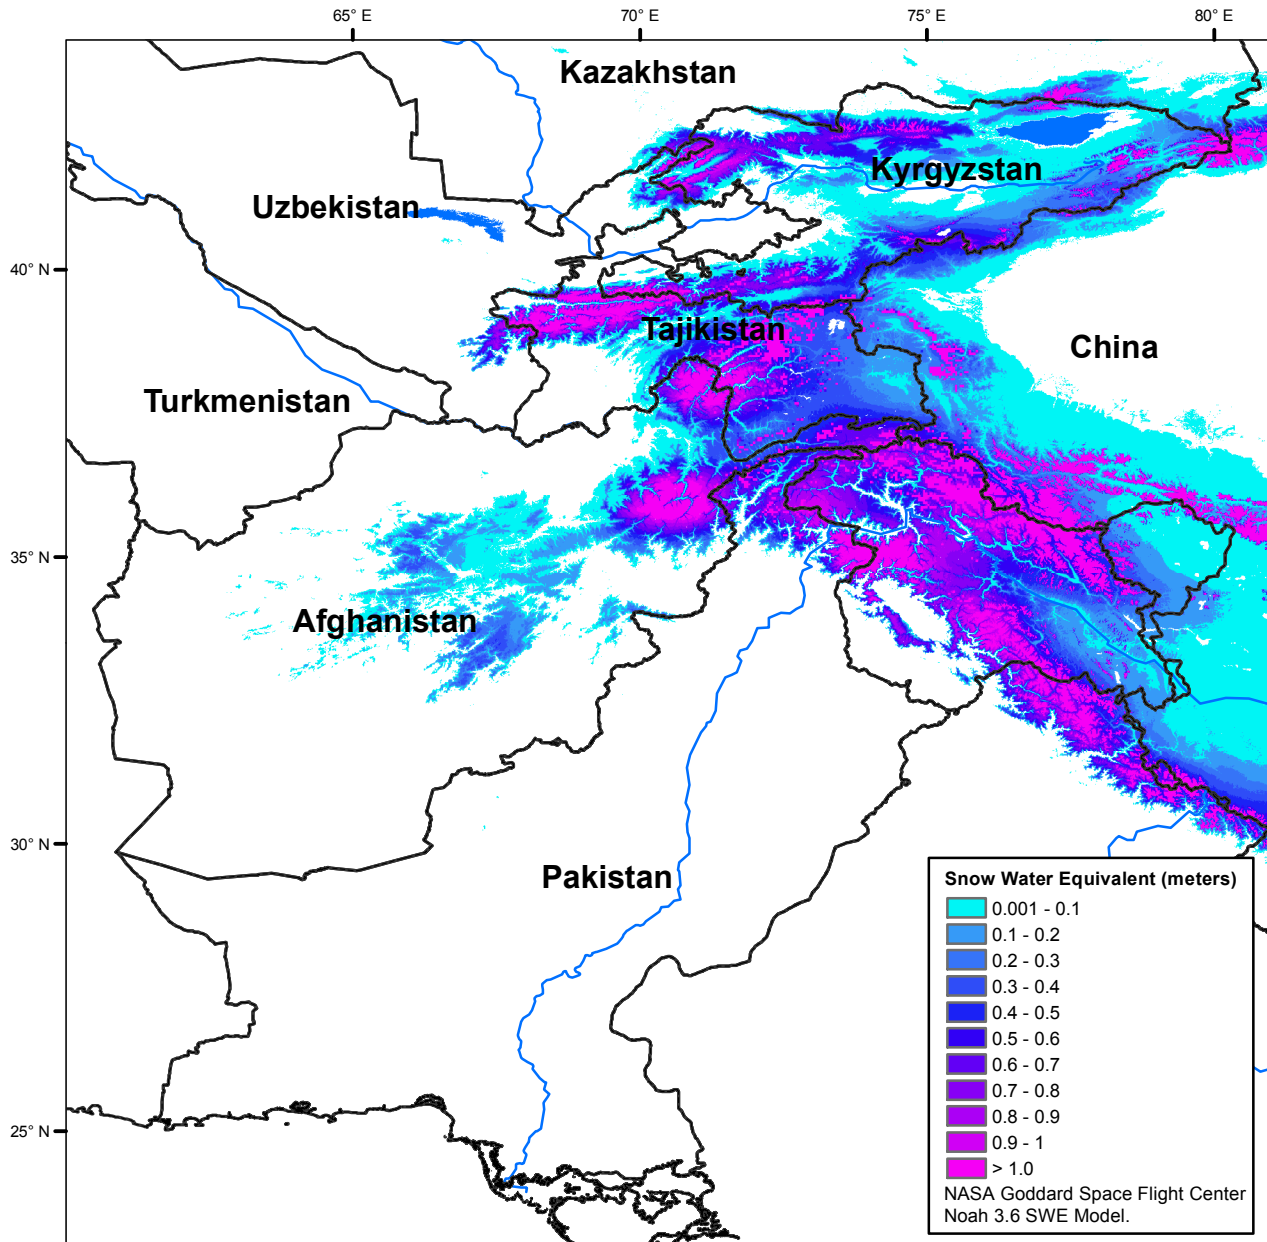 65° E
70° E
75° E
80° E
Kazakhstan
Kyrgyzstan
Uzbekistan
40° N
Tajikistan
China
Turkmenistan
35° N
Afghanistan
30° N
Pakistan
25° N
Snow Water Equivalent (meters)
0.001 - 0.1
0.1 - 0.2
0.2 - 0.3
0.3 - 0.4
0.4 - 0.5
0.5 - 0.6
0.6 - 0.7
0.7 - 0.8
0.8 - 0.9
0.9 - 1
> 1.0
NASA Goddard Space Flight Center
Noah 3.6 SWE Model.